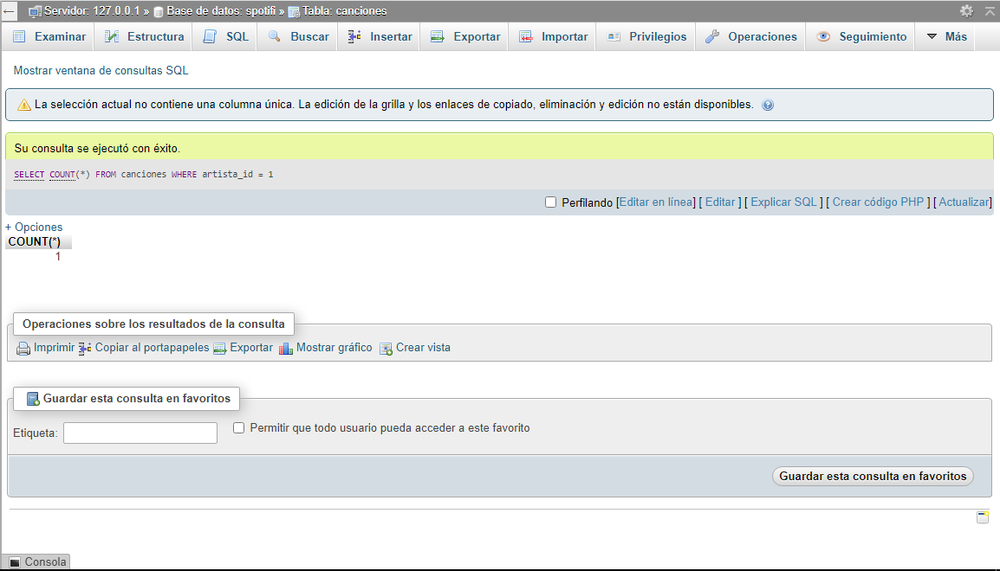 Servidor: 127.0.0.1 » Base de datos: spotifi » Tabla: canciones
Examinar Estructura SQL Buscar Insertar Exportar Importar Privilegios Operaciones Seguimiento Más
Mostrar ventana de consultas SQL
La selección actual no contiene una columna única. La edición de la grilla y los enlaces de copiado, eliminación y edición no están disponibles.
Su consulta se ejecutó con éxito.
SELECT COUNT(*) FROM canciones WHERE artista_id = 1
Perfilando [Editar en línea] [ Editar ] [ Explicar SQL ] [ Crear código PHP ] [ Actualizar]
+ Opciones
COUNT(*)
1
Operaciones sobre los resultados de la consulta
Imprimir Copiar al portapapeles Exportar Mostrar gráfico Crear vista
Guardar esta consulta en favoritos
Etiqueta: Permitir que todo usuario pueda acceder a este favorito
Guardar esta consulta en favoritos
Consola